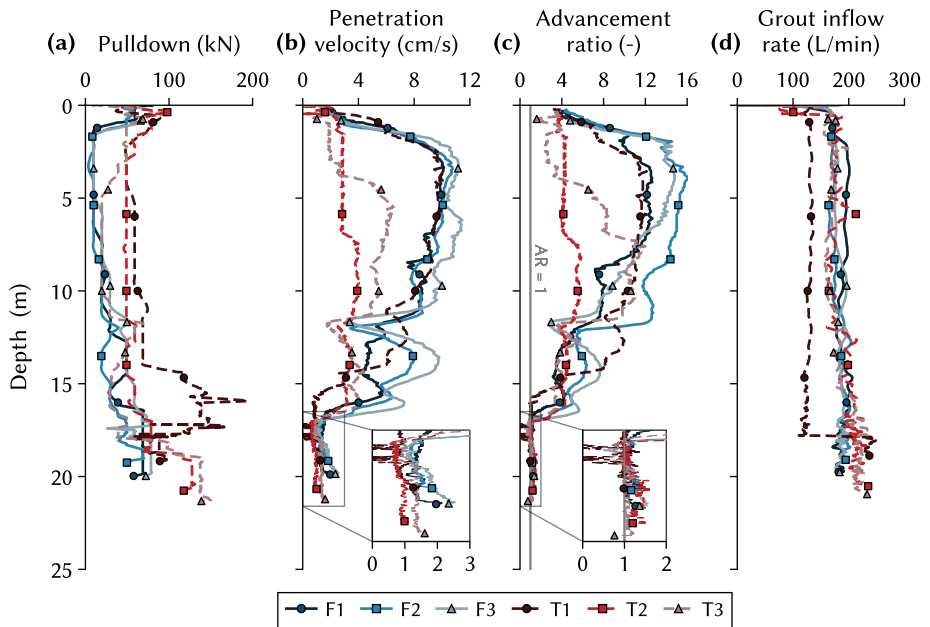 (a) Pulldown (kN)
0 100 200
(b) Penetration
velocity (cm/s)
0 4 8 12
(c) Advancement
ratio (-)
0 4 8 12 16
(d) Grout inflow
rate (L/min)
0 100 200 300
Depth (m)
0
5
10
15
20
25
AR = 1
0 1 2 3
0 1 2
F1 F2 F3 T1 T2 T3